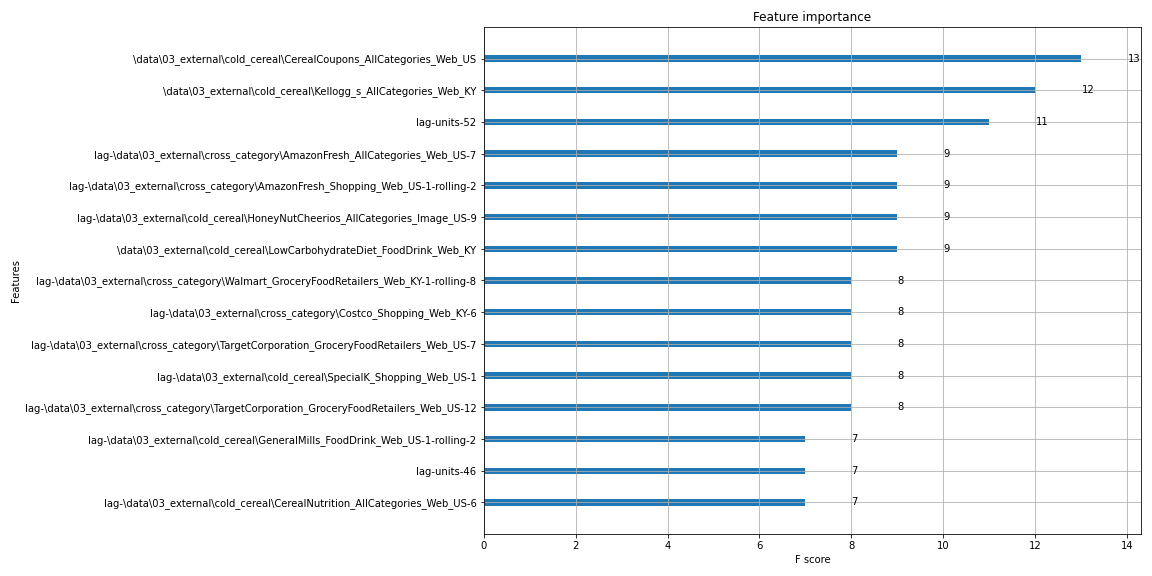 Feature importance
\data\03_external\cold_cereal\CerealCoupons_AllCategories_Web_US 13
\data\03_external\cold_cereal\Kellogg_s_AllCategories_Web_KY 12
lag-units-52 11
lag-\data\03_external\cross_category\AmazonFresh_AllCategories_Web_US-7 9
lag-\data\03_external\cross_category\AmazonFresh_Shopping_Web_US-1-rolling-2 9
lag-\data\03_external\cold_cereal\HoneyNutCheerios_AllCategories_Image_US-9 9
\data\03_external\cold_cereal\LowCarbohydrateDiet_FoodDrink_Web_KY 9
lag-\data\03_external\cross_category\Walmart_GroceryFoodRetailers_Web_KY-1-rolling-8 8
lag-\data\03_external\cross_category\Costco_Shopping_Web_KY-6 8
lag-\data\03_external\cross_category\TargetCorporation_GroceryFoodRetailers_Web_US-7 8
lag-\data\03_external\cold_cereal\SpecialK_Shopping_Web_US-1 8
lag-\data\03_external\cross_category\TargetCorporation_GroceryFoodRetailers_Web_US-12 8
lag-\data\03_external\cold_cereal\GeneralMills_FoodDrink_Web_US-1-rolling-2 7
lag-units-46 7
lag-\data\03_external\cold_cereal\CerealNutrition_AllCategories_Web_US-6 7
Features
0 2 4 6 8 10 12 14
F score